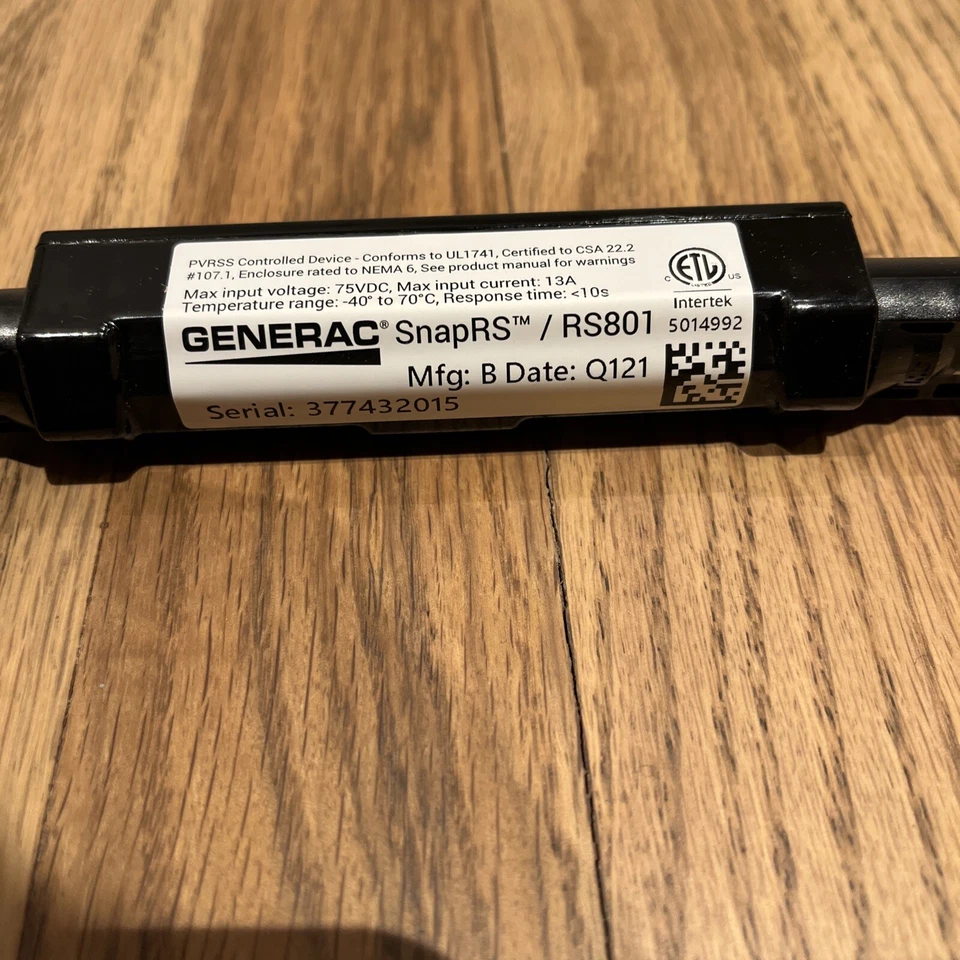 PVRSS Controlled Device - Conforms to UL1741, Certified to CSA 22.2
#107.1, Enclosure rated to NEMA 6, See product manual for warnings
Max input voltage: 75VDC, Max input current: 13A
Temperature range: -40° to 70°C, Response time: <10s
GENERAC® SnapRS™ / RS801
Mfg: B Date: Q121
Serial: 377432015
C ETL US
LISTED
Intertek
5014992